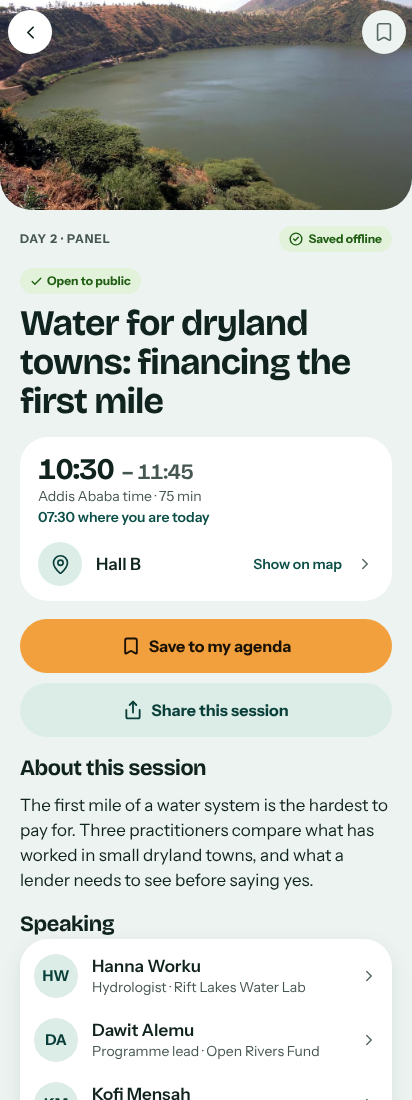 DAY 2 · PANEL
Saved offline
Open to public
Water for dryland
towns: financing the
first mile
10:30 – 11:45
Addis Ababa time · 75 min
07:30 where you are today
Hall B
Show on map
Save to my agenda
Share this session
About this session
The first mile of a water system is the hardest to
pay for. Three practitioners compare what has
worked in small dryland towns, and what a
lender needs to see before saying yes.
Speaking
HW
Hanna Worku
Hydrologist · Rift Lakes Water Lab
DA
Dawit Alemu
Programme lead · Open Rivers Fund
KM
Kofi Mensah